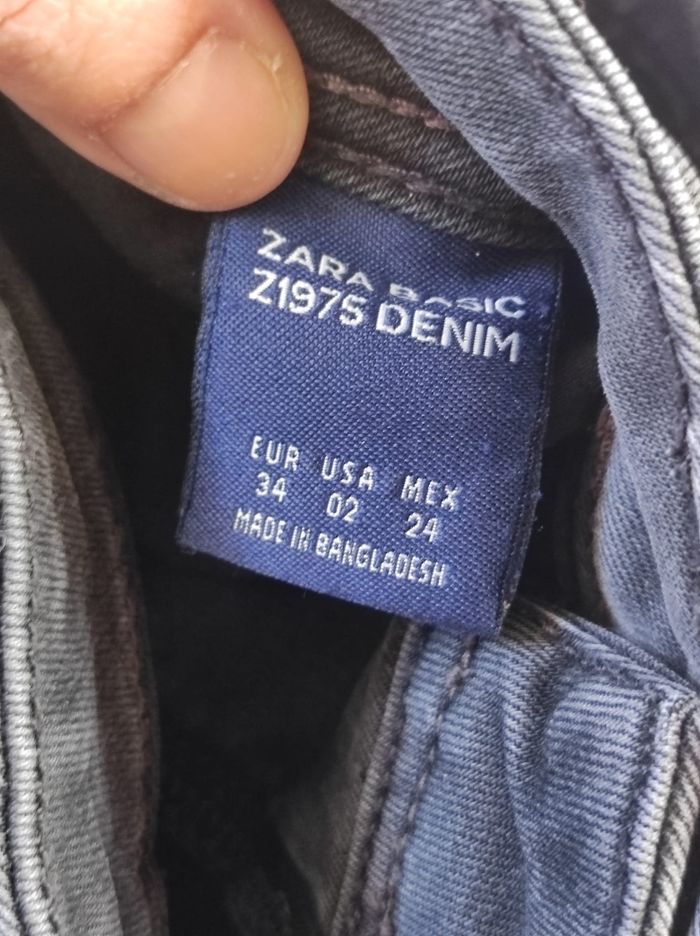 ZARA BASIC
Z1975 DENIM
EUR USA MEX
34 02 24
MADE IN BANGLADESH